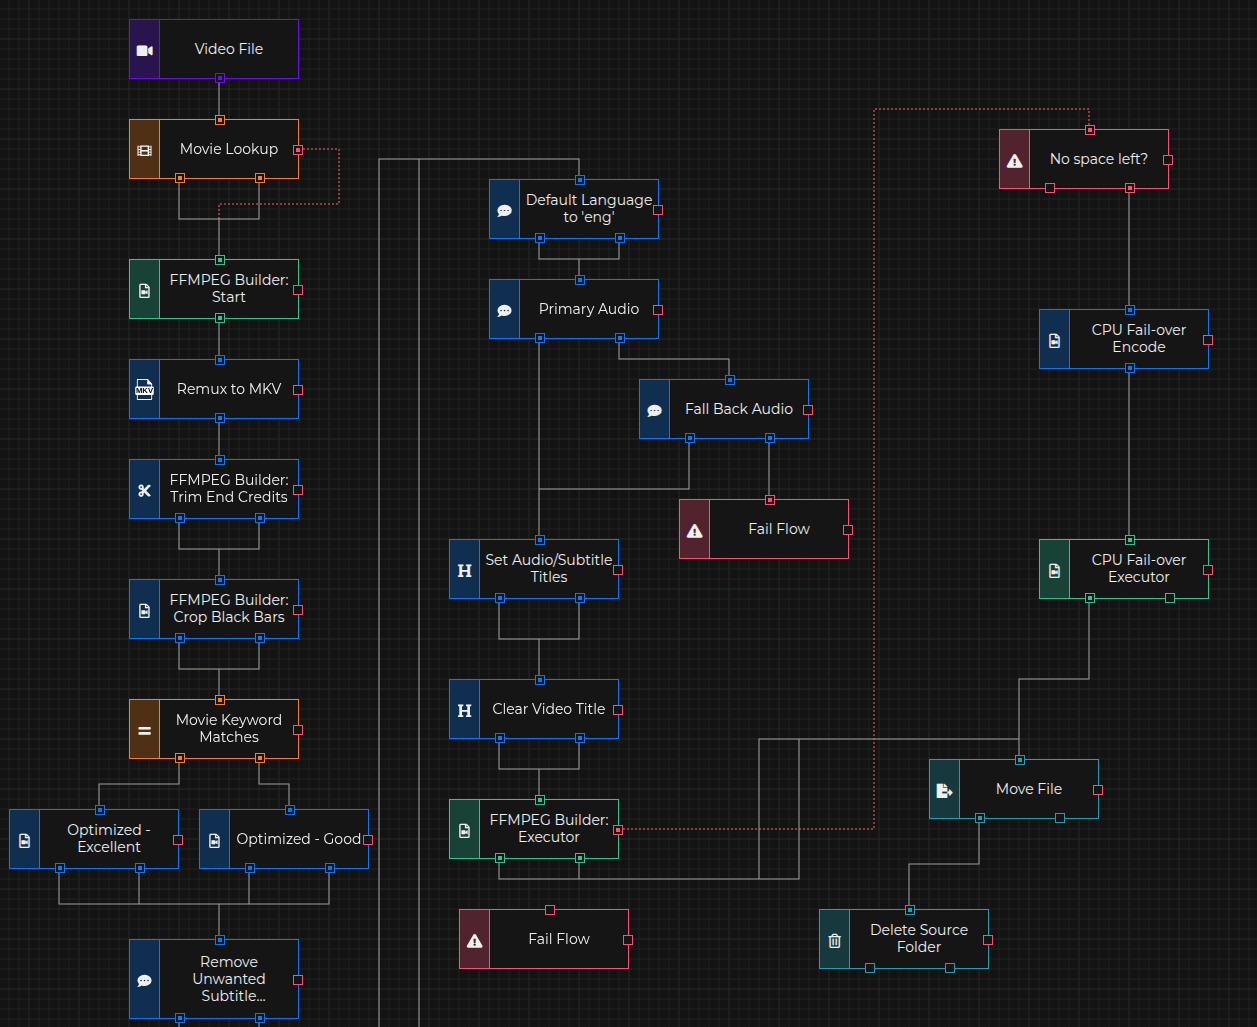 Video File
Movie Lookup
FFMPEG Builder:
Start
MKV
Remux to MKV
FFMPEG Builder:
Trim End Credits
FFMPEG Builder:
Crop Black Bars
Movie Keyword
Matches
Optimized -
Excellent
Optimized - Good
Remove
Unwanted
Subtitle...
Default Language
to 'eng'
Primary Audio
Fall Back Audio
Fail Flow
H
Set Audio/Subtitle
Titles
H
Clear Video Title
FFMPEG Builder:
Executor
Fail Flow
No space left?
CPU Fail-over
Encode
CPU Fail-over
Executor
Move File
Delete Source
Folder